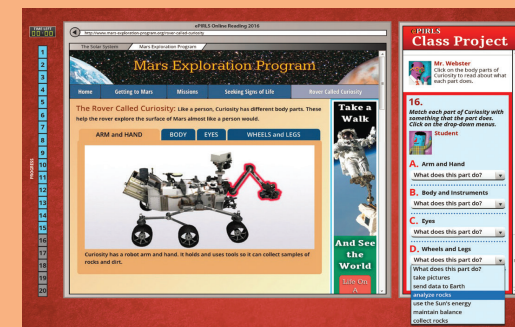 TIME LEFT
00:00
ePIRLS Online Reading 2016
http://www.mars-exploration-program.org/rover-called-curiosity
The Solar System
Mars Exploration Program
Mars Exploration Program
Home
Getting to Mars
Missions
Seeking Signs of Life
Rover Called Curiosity
The Rover Called Curiosity: Like a person, Curiosity has different body parts. These
help the rover explore the surface of Mars almost like a person would.
ARM and HAND
BODY
EYES
WHEELS and LEGS
Curiosity has a robot arm and hand. It holds and uses tools so it can collect samples of
rocks and dirt.
Take a
Walk
And See
the
World
Life On
A
PROGRESS
1
2
3
4
5
6
7
8
9
10
11
12
13
14
15
16
17
18
19
20
ePIRLS
Class Project
Mr. Webster
Click on the body parts of
Curiosity to read about what
each part does.
16.
Match each part of Curiosity with
something that the part does.
Click on the drop-down menus.
Student
A. Arm and Hand
What does this part do?
B. Body and Instruments
What does this part do?
C. Eyes
What does this part do?
D. Wheels and Legs
What does this part do?
What does this part do?
take pictures
send data to Earth
analyze rocks
use the Sun's energy
maintain balance
collect rocks